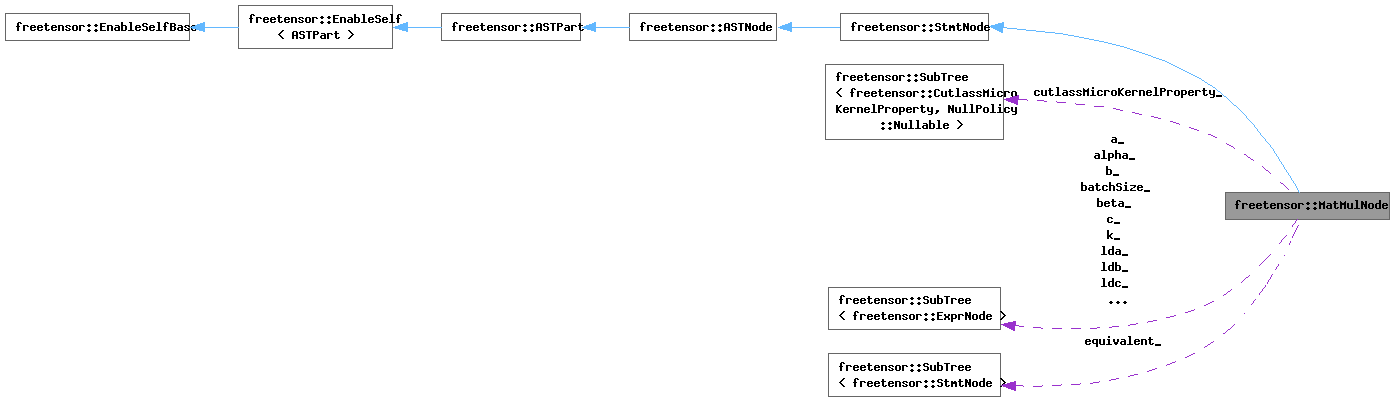 freetensor::EnableSelfBase
freetensor::EnableSelf
< ASTPart >
freetensor::ASTPart
freetensor::ASTNode
freetensor::StmtNode
freetensor::SubTree
< freetensor::CutlassMicro
KernelProperty, NullPolicy
::Nullable >
cutlassMicroKernelProperty_
a_
alpha_
b_
batchSize_
beta_
c_
k_
lda_
ldb_
ldc_
...
freetensor::MatMulNode
freetensor::SubTree
< freetensor::ExprNode >
equivalent_
freetensor::SubTree
< freetensor::StmtNode >